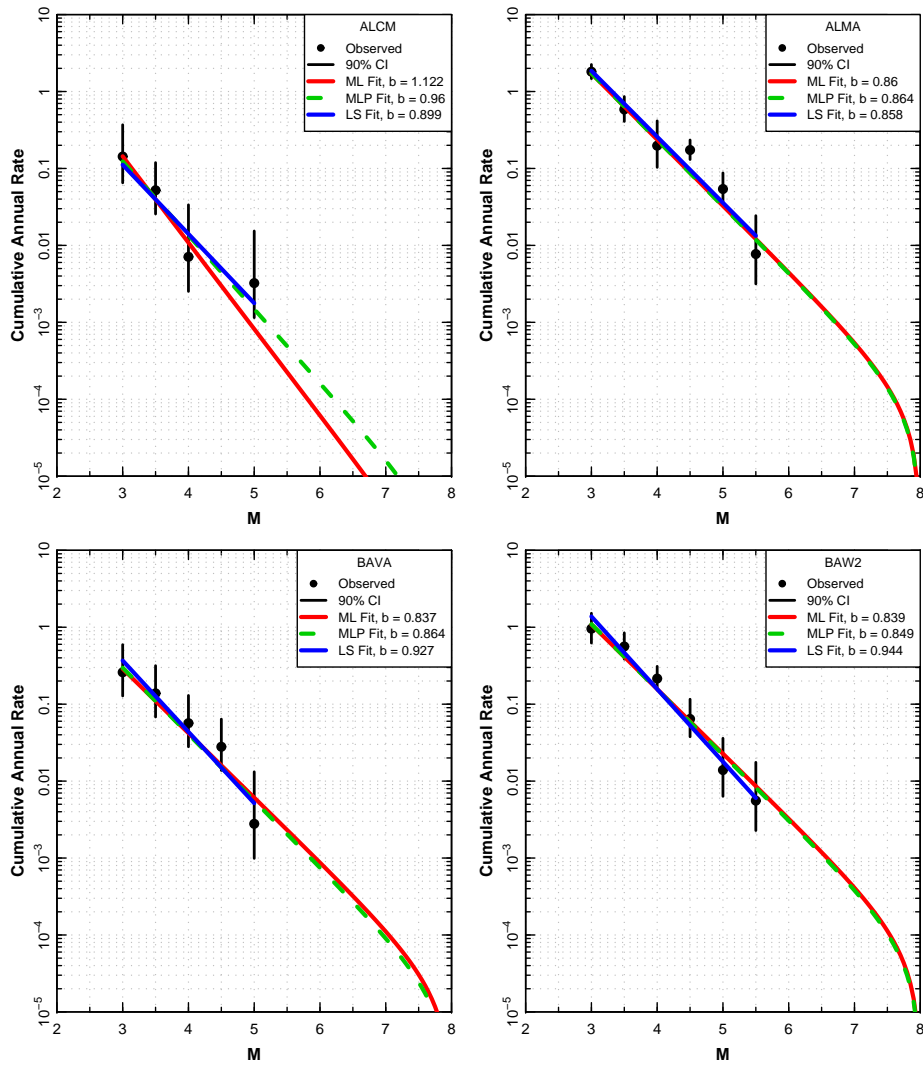 ALCM
Observed
90% CI
ML Fit, b = 1.122
MLP Fit, b = 0.96
LS Fit, b = 0.899
Cumulative Annual Rate
10
1
0.1
0.01
10−3
10−4
10−5
2 3 4 5 6 7 8
M
ALMA
Observed
90% CI
ML Fit, b = 0.86
MLP Fit, b = 0.864
LS Fit, b = 0.858
Cumulative Annual Rate
10
1
0.1
0.01
10−3
10−4
10−5
2 3 4 5 6 7 8
M
BAVA
Observed
90% CI
ML Fit, b = 0.837
MLP Fit, b = 0.864
LS Fit, b = 0.927
Cumulative Annual Rate
10
1
0.1
0.01
10−3
10−4
10−5
2 3 4 5 6 7 8
M
BAW2
Observed
90% CI
ML Fit, b = 0.839
MLP Fit, b = 0.849
LS Fit, b = 0.944
Cumulative Annual Rate
10
1
0.1
0.01
10−3
10−4
10−5
2 3 4 5 6 7 8
M